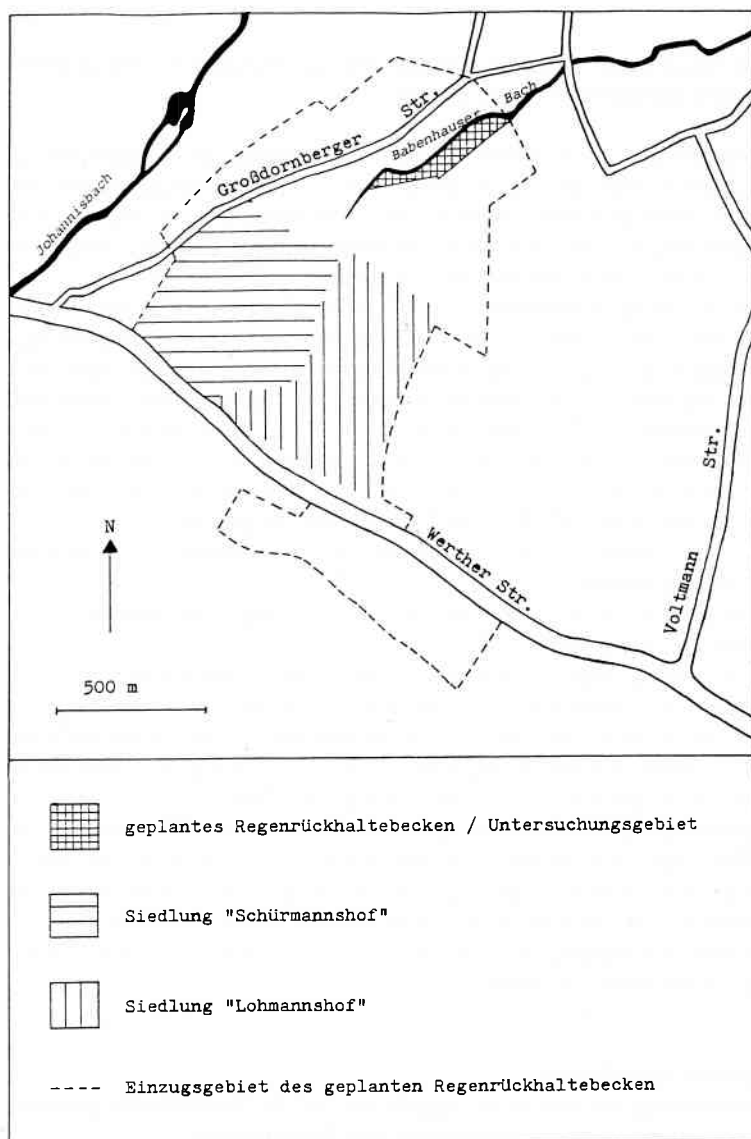 Johannisbach
Großdornberger Str.
Babenhauser Bach
Werther Str.
Voltmann Str.
N
500 m
geplantes Regenrückhaltebecken / Untersuchungsgebiet
Siedlung "Schürmannshof"
Siedlung "Lohmannshof"
Einzugsgebiet des geplanten Regenrückhaltebecken